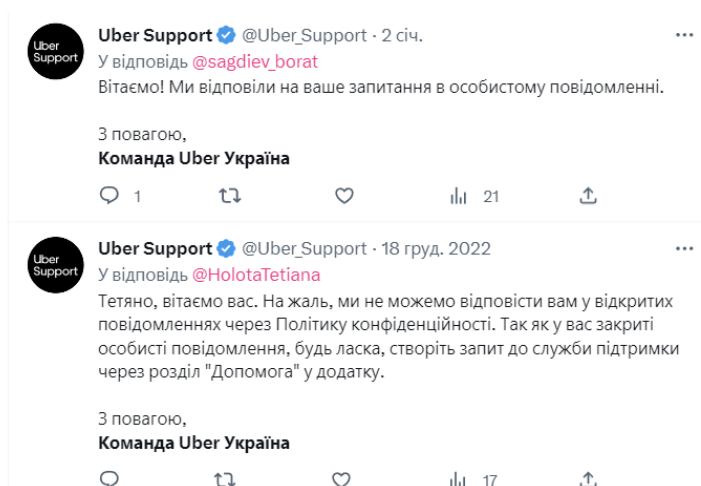 Uber Support
Uber Support @Uber_Support · 2 січ.
У відповідь @sagdiev_borat
Вітаємо! Ми відповіли на ваше запитання в особистому повідомленні.
З повагою,
Команда Uber Україна
1 21
Uber Support
Uber Support @Uber_Support · 18 груд. 2022
У відповідь @HolotaTetiana
Тетяно, вітаємо вас. На жаль, ми не можемо відповісти вам у відкритих
повідомленнях через Політику конфіденційності. Так як у вас закриті
особисті повідомлення, будь ласка, створіть запит до служби підтримки
через розділ "Допомога" у додатку.
З повагою,
Команда Uber Україна
17